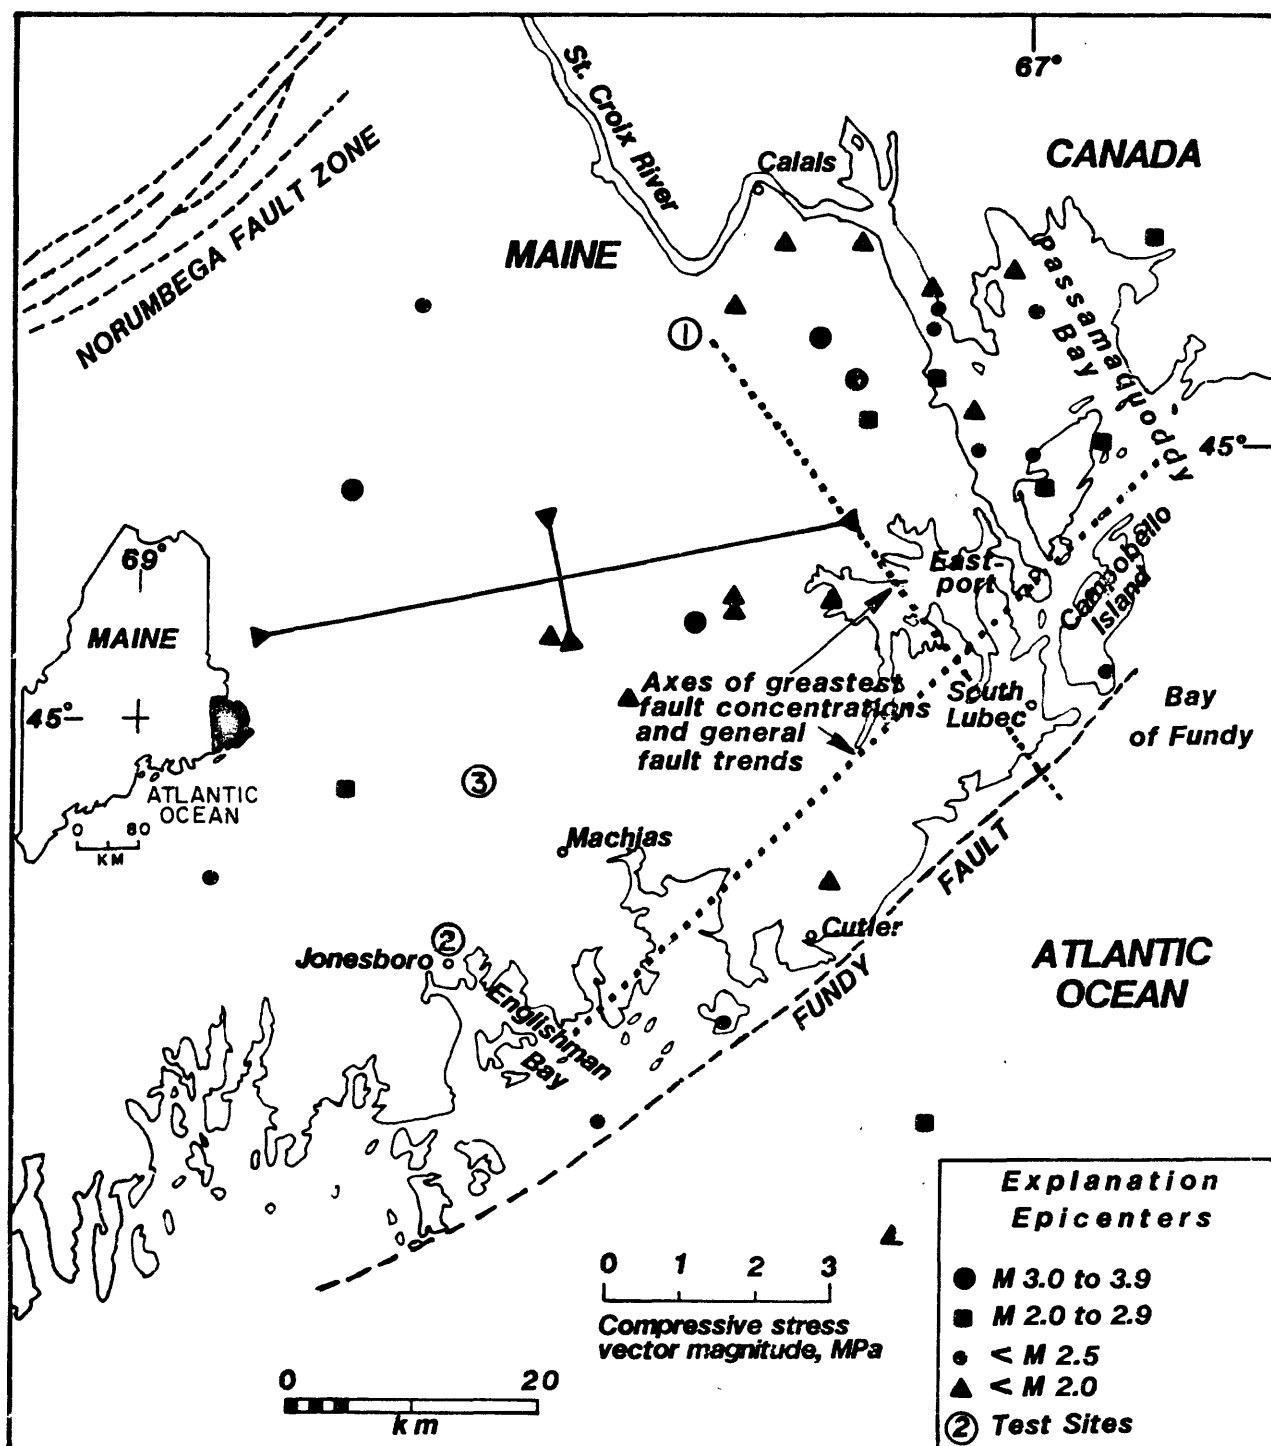 67°
St. Croix River
CANADA
Calais
MAINE
NORUMBEGA FAULT ZONE
Passamaquoddy
Bay
1
45°
69°
MAINE
45°
ATLANTIC
OCEAN
0 80
KM
East-
port
Campobello
Island
Axes of greastest
fault concentrations
and general
fault trends
South
Lubec
Bay
of Fundy
3
Machias
2
Jonesboro
Cutler
FUNDY FAULT
Englishman
Bay
ATLANTIC
OCEAN
0 1 2 3
Compressive stress
vector magnitude, MPa
0 20
km
Explanation
Epicenters
M 3.0 to 3.9
M 2.0 to 2.9
< M 2.5
< M 2.0
2 Test Sites